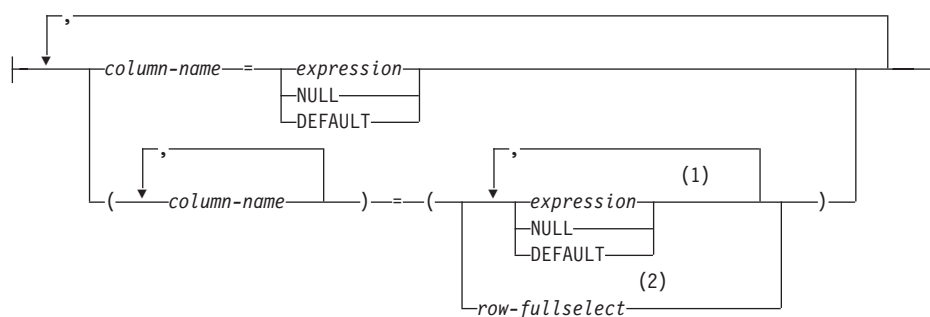 ,
column-name = expression
NULL
DEFAULT
, ,
(1)
( column-name ) = ( expression )
NULL
DEFAULT
(2)
row-fullselect